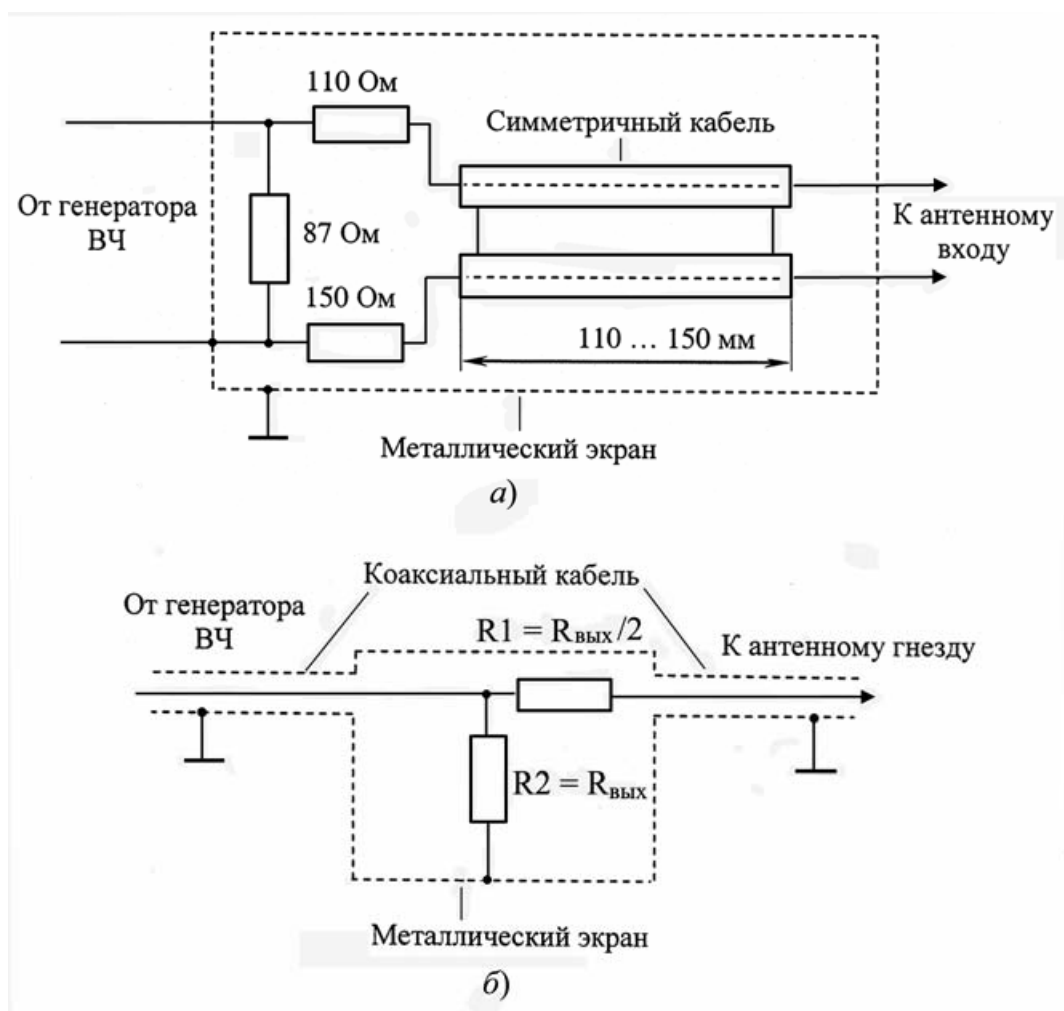 110 Ом
Симметричный кабель
От генератора
ВЧ
87 Ом
К антенному
входу
150 Ом
110 ... 150 мм
Металлический экран
а)
Коаксиальный кабель
От генератора
ВЧ
R1 = Rвых/2
К антенному гнезду
R2 = Rвых
Металлический экран
б)